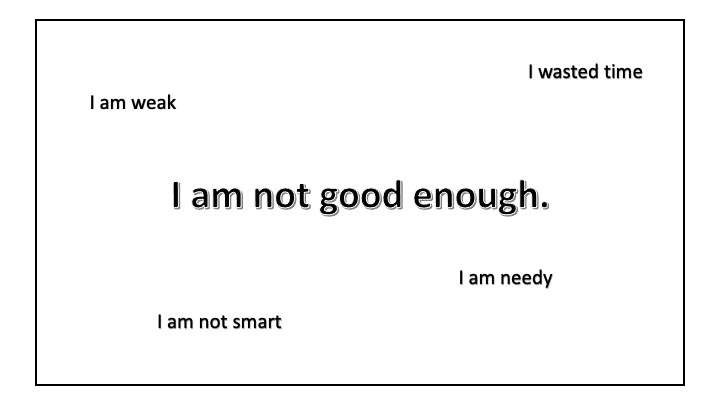 I wasted time
I am weak
I am not good enough.
I am needy
I am not smart